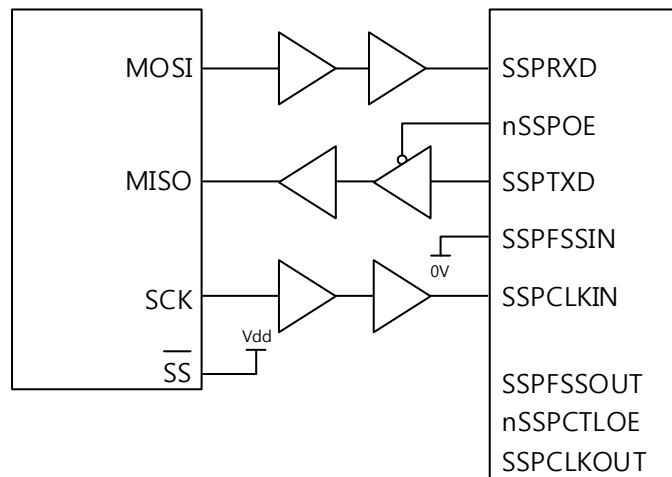 MOSI
SSPRXD
nSSPOE
MISO
SSPTXD
SSPFSSIN
0V
SCK
SSPCLKIN
Vdd
SS
SSPFSSOUT
nSSPCTLOE
SSPCLKOUT